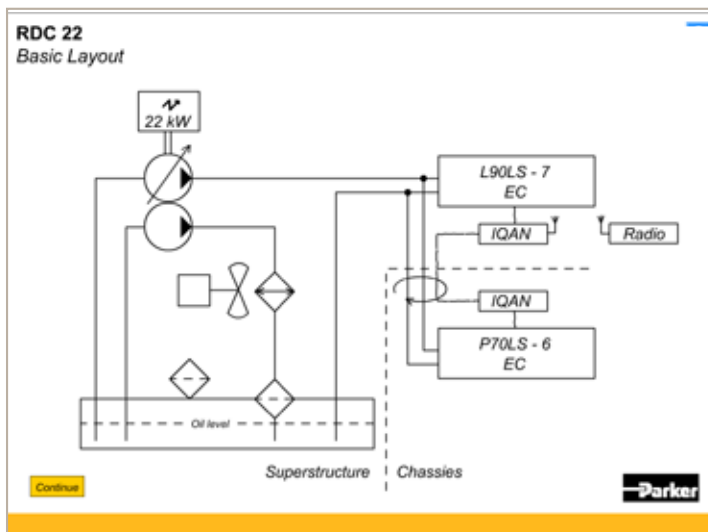 RDC 22
Basic Layout
22 kW
L90LS - 7
EC
IQAN
Radio
IQAN
P70LS - 6
EC
Oil level
Superstructure
Chassies
Continue
Parker